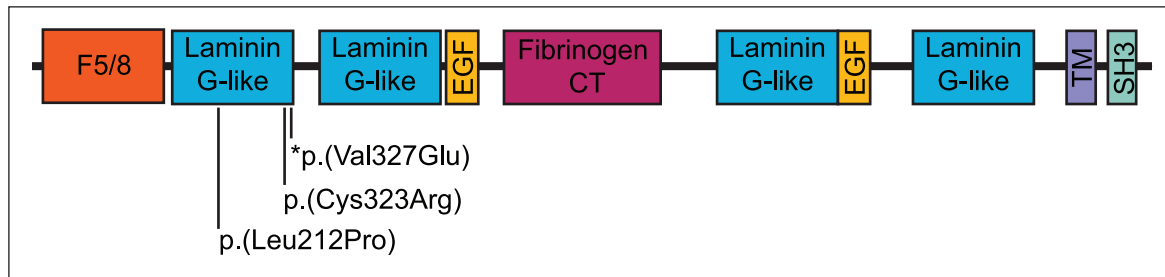 F5/8
Laminin
G-like
Laminin
G-like
EGF
Fibrinogen
CT
Laminin
G-like
EGF
Laminin
G-like
TM
SH3
*p.(Val327Glu)
p.(Cys323Arg)
p.(Leu212Pro)